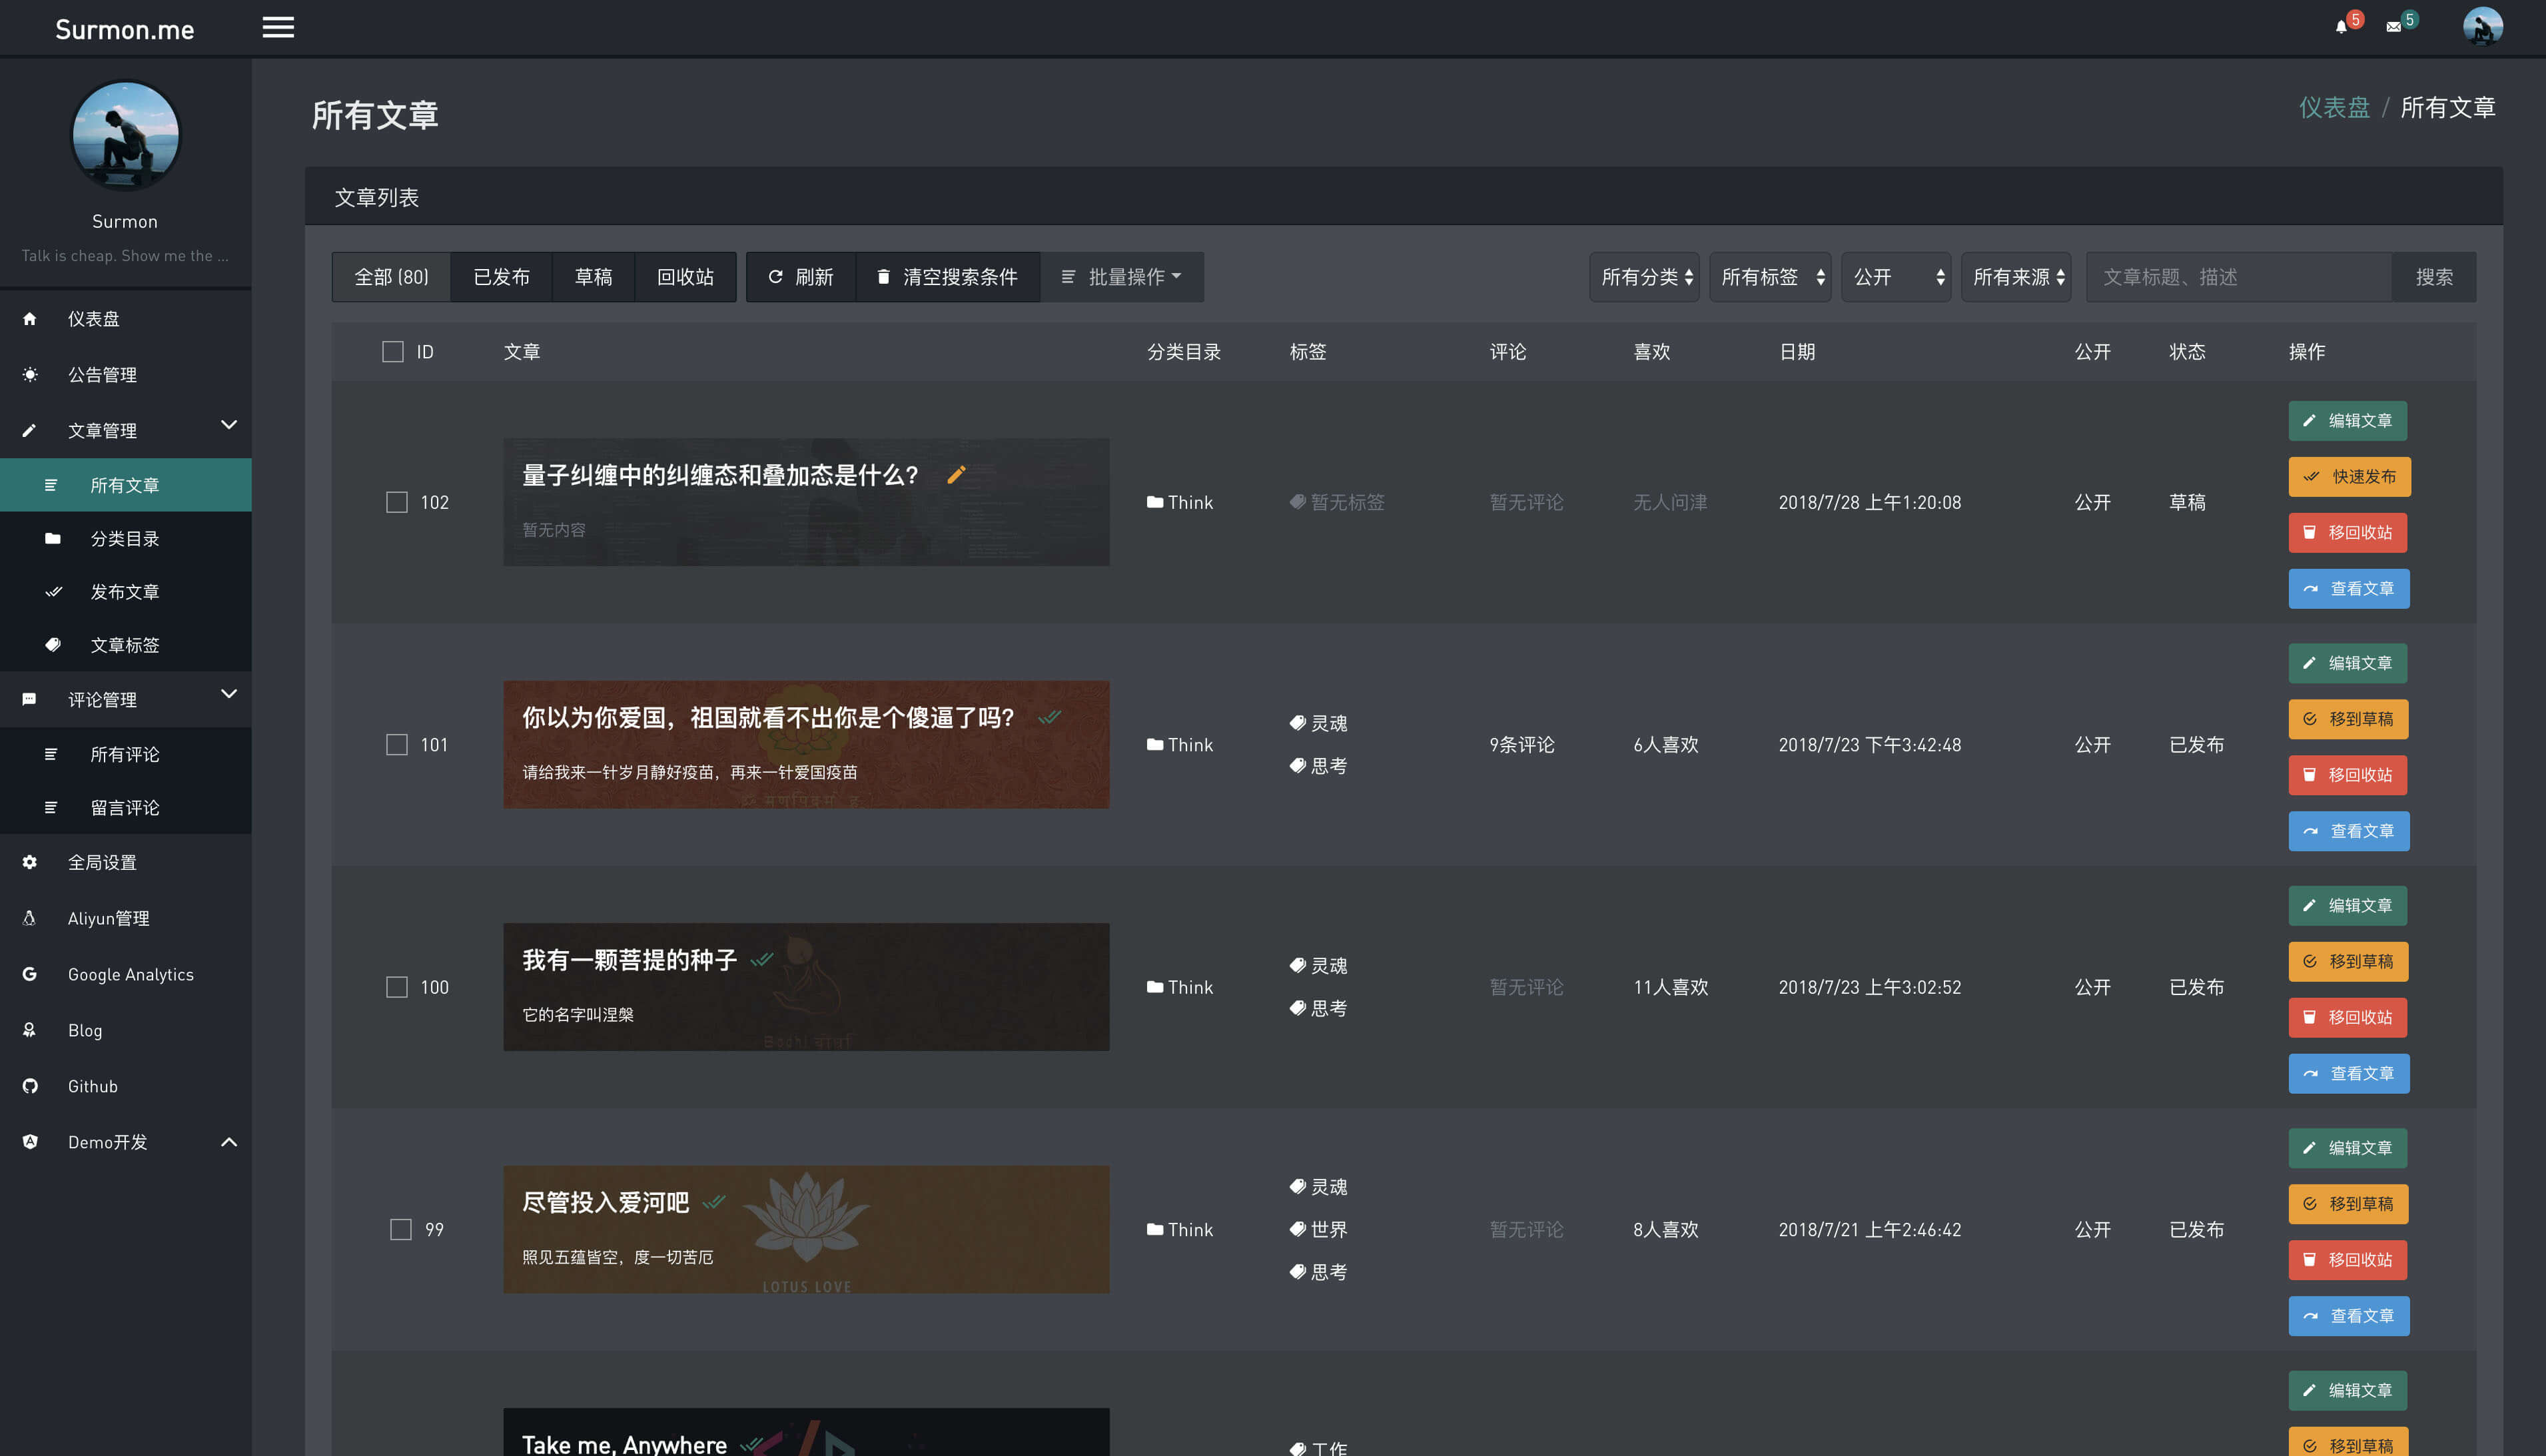 Surmon.me
5
5
Surmon
Talk is cheap. Show me the ...
仪表盘
公告管理
文章管理
所有文章
分类目录
发布文章
文章标签
评论管理
所有评论
留言评论
全局设置
Aliyun管理
Google Analytics
Blog
Github
Demo开发
所有文章
仪表盘 / 所有文章
文章列表
全部 (80) 已发布 草稿 回收站 刷新 清空搜索条件 批量操作 所有分类 所有标签 公开 所有来源 文章标题、描述 搜索
ID 文章 分类目录 标签 评论 喜欢 日期 公开 状态 操作
102
量子纠缠中的纠缠态和叠加态是什么?
暂无内容
Think
暂无标签
暂无评论
无人问津
2018/7/28 上午1:20:08
公开
草稿
编辑文章
快速发布
移回收站
查看文章
101
你以为你爱国，祖国就看不出你是个傻逼了吗?
请给我来一针岁月静好疫苗，再来一针爱国疫苗
Think
灵魂
思考
9条评论
6人喜欢
2018/7/23 下午3:42:48
公开
已发布
编辑文章
移到草稿
移回收站
查看文章
100
我有一颗菩提的种子
它的名字叫涅槃
Think
灵魂
思考
暂无评论
11人喜欢
2018/7/23 上午3:02:52
公开
已发布
编辑文章
移到草稿
移回收站
查看文章
99
尽管投入爱河吧
照见五蕴皆空，度一切苦厄
LOTUS LOVE
Think
灵魂
世界
思考
暂无评论
8人喜欢
2018/7/21 上午2:46:42
公开
已发布
编辑文章
移到草稿
移回收站
查看文章
Take me, Anywhere
工作
编辑文章
移到草稿